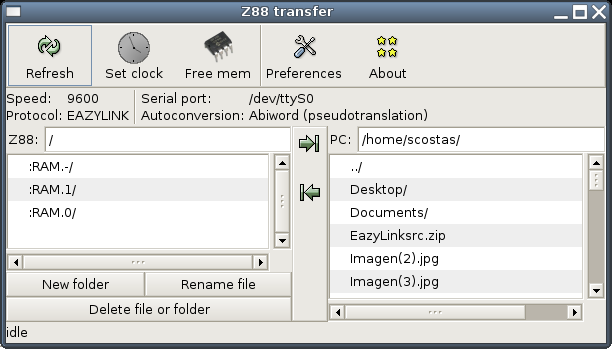 Z88 transfer
Refresh Set clock Free mem Preferences About
Speed: 9600 Serial port: /dev/ttyS0
Protocol: EAZYLINK Autoconversion: Abiword (pseudotranslation)
Z88: / PC: /home/scostas/
:RAM.-/
:RAM.1/
:RAM.0/
../
Desktop/
Documents/
EazyLinksrc.zip
Imagen(2).jpg
Imagen(3).jpg
New folder Rename file
Delete file or folder
idle